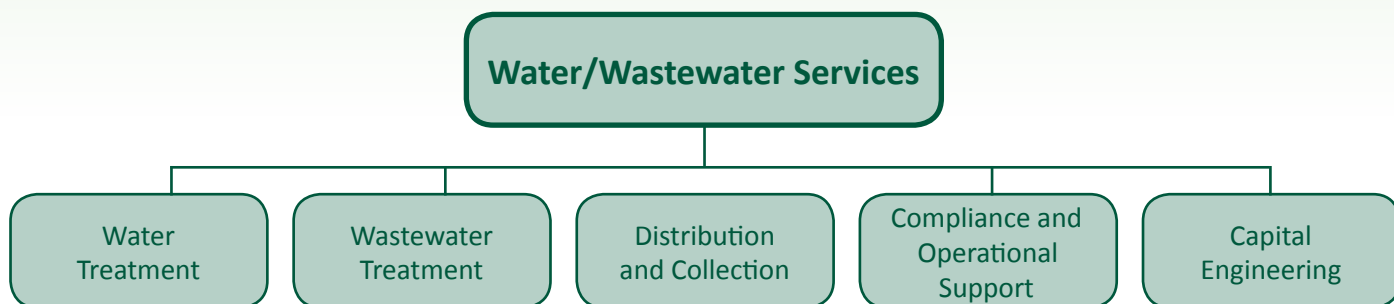 Water/Wastewater Services
Water
Treatment
Wastewater
Treatment
Distribution
and Collection
Compliance and
Operational
Support
Capital
Engineering